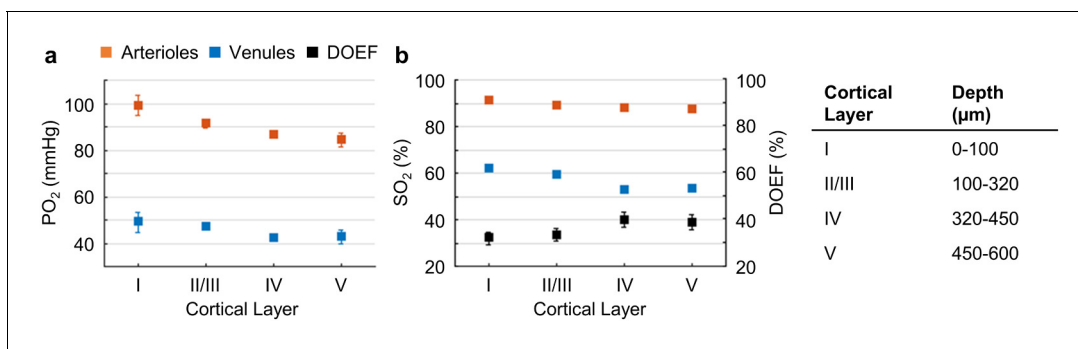 a
Arterioles Venules DOEF
PO2 (mmHg)
100
80
60
40
I II/III IV V
Cortical Layer
b
SO2 (%)
100
80
60
40
20
100
80
60
40
20
DOEF (%)
I II/III IV V
Cortical Layer
Cortical Layer Depth (µm)
I 0-100
II/III 100-320
IV 320-450
V 450-600